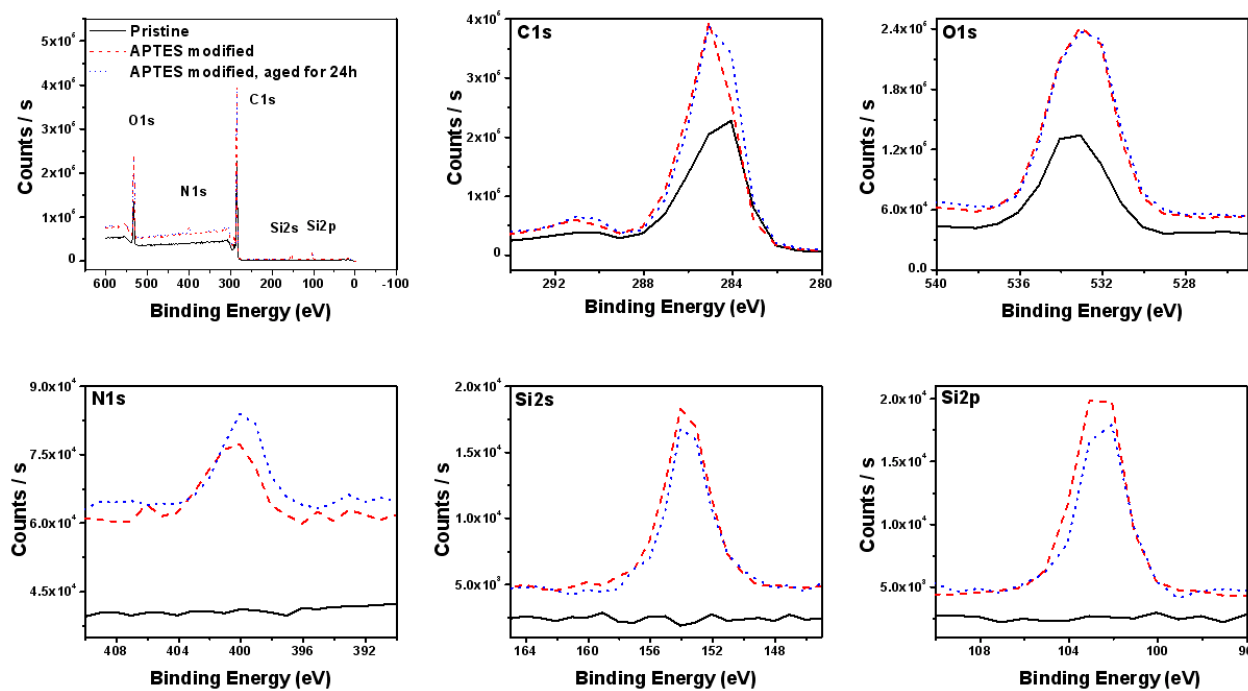 5x10⁶
4x10⁶
3x10⁶
2x10⁶
1x10⁶
0
Counts / s
Pristine
APTES modified
APTES modified, aged for 24h
C1s
O1s
N1s
Si2s Si2p
600 500 400 300 200 100 0 -100
Binding Energy (eV)
C1s
4x10⁶
3x10⁶
2x10⁶
1x10⁶
0
Counts / s
292 288 284 280
Binding Energy (eV)
O1s
2.4x10⁶
1.8x10⁶
1.2x10⁶
6.0x10⁴
0.0
Counts / s
540 536 532 528
Binding Energy (eV)
N1s
9.0x10⁴
7.5x10⁴
6.0x10⁴
4.5x10⁴
Counts / s
408 404 400 396 392
Binding Energy (eV)
Si2s
2.0x10⁴
1.5x10⁴
1.0x10⁴
5.0x10³
Counts / s
164 160 156 152 148
Binding Energy (eV)
Si2p
2.0x10⁴
1.5x10⁴
1.0x10⁴
5.0x10³
Counts / s
108 104 100 96
Binding Energy (eV)